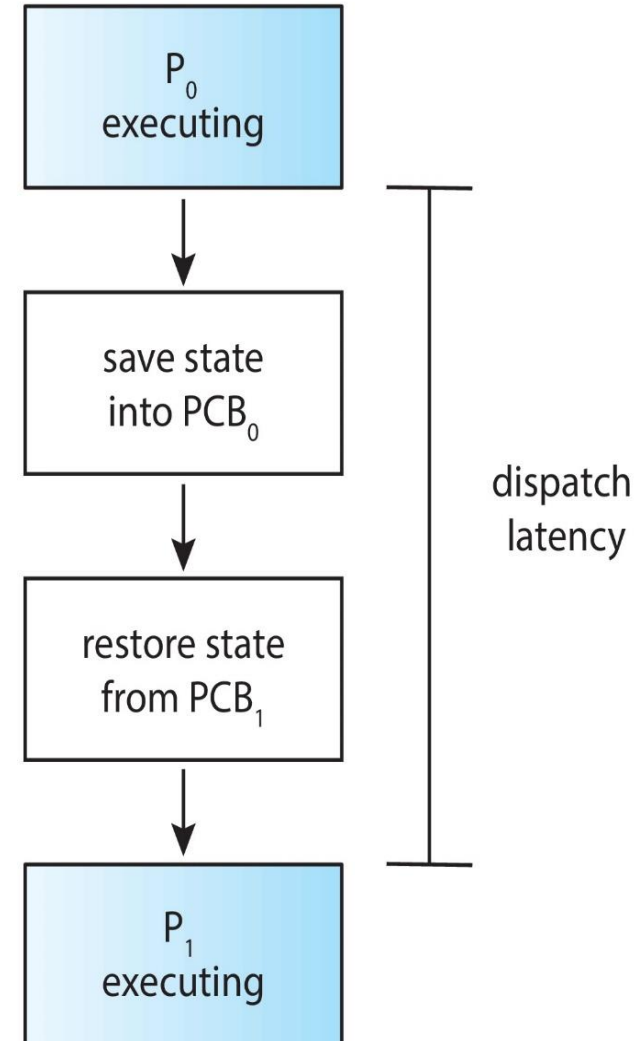 P₀
executing
save state
into PCB₀
dispatch
latency
restore state
from PCB₁
P₁
executing